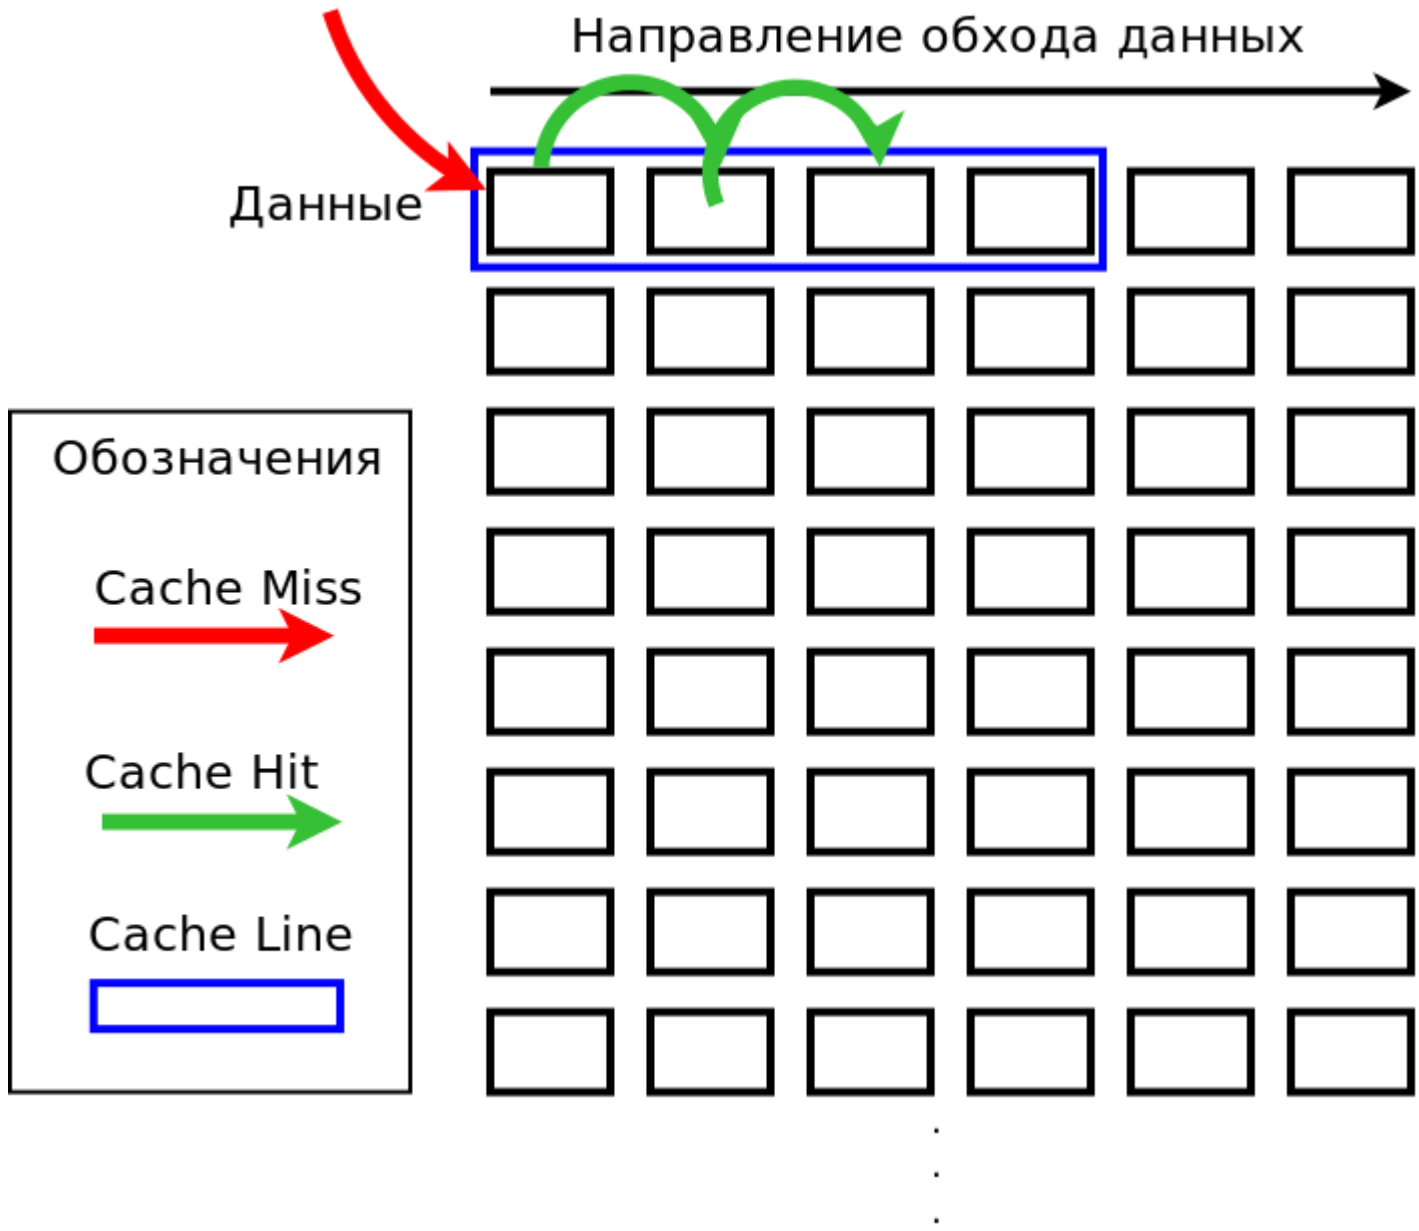 Направление обхода данных
Данные
Обозначения
Cache Miss
Cache Hit
Cache Line
.
.
.